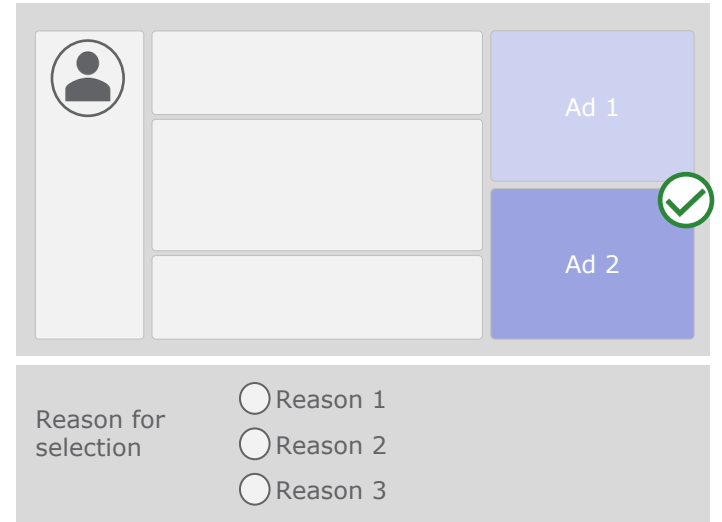 Ad 1
Ad 2
Reason for
selection
Reason 1
Reason 2
Reason 3